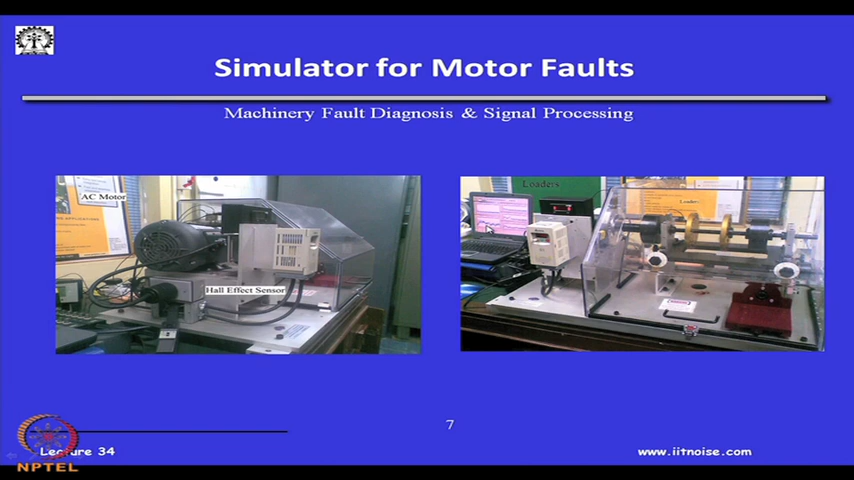 Simulator for Motor Faults
Machinery Fault Diagnosis & Signal Processing
AC Motor
Hall Effect Sensor
Loaders
Loaders
7
Lecture 34
www.iitnoise.com
NPTEL